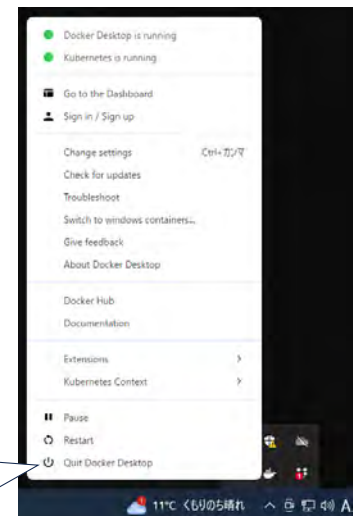 Docker Desktop is running
Kubernetes is running
Go to the Dashboard
Sign in / Sign up
Change settings Ctrl+カンマ
Check for updates
Troubleshoot
Switch to windows containers...
Give feedback
About Docker Desktop
Docker Hub
Documentation
Extensions
Kubernetes Context
Pause
Restart
Quit Docker Desktop
11°C くもりのち晴れ A